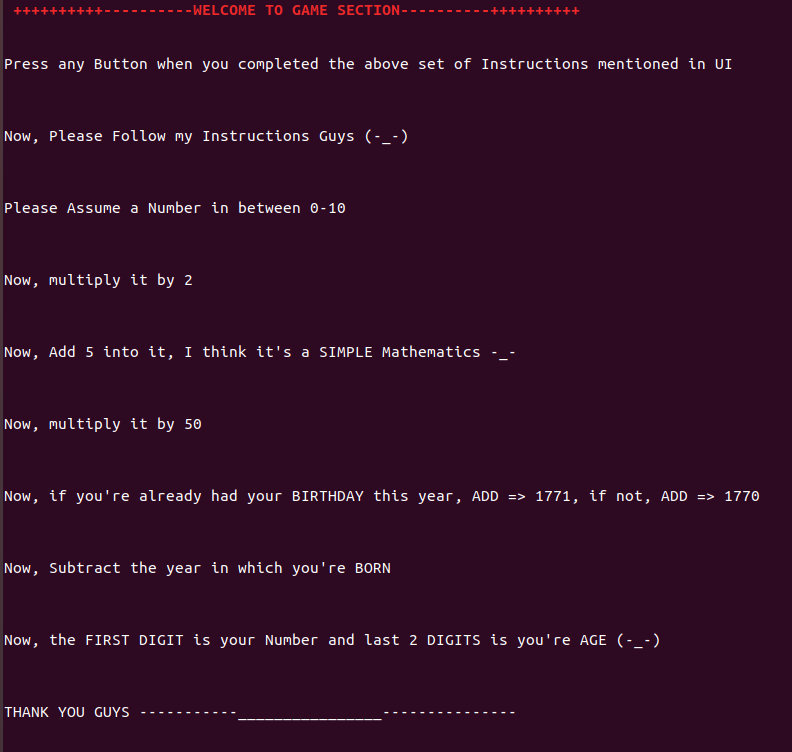 ++++++++++----------WELCOME TO GAME SECTION----------++++++++++
Press any Button when you completed the above set of Instructions mentioned in UI
Now, Please Follow my Instructions Guys (-_-)
Please Assume a Number in between 0-10
Now, multiply it by 2
Now, Add 5 into it, I think it's a SIMPLE Mathematics -_-
Now, multiply it by 50
Now, if you're already had your BIRTHDAY this year, ADD => 1771, if not, ADD => 1770
Now, Subtract the year in which you're BORN
Now, the FIRST DIGIT is your Number and last 2 DIGITS is you're AGE (-_-)
THANK YOU GUYS -----------________________---------------